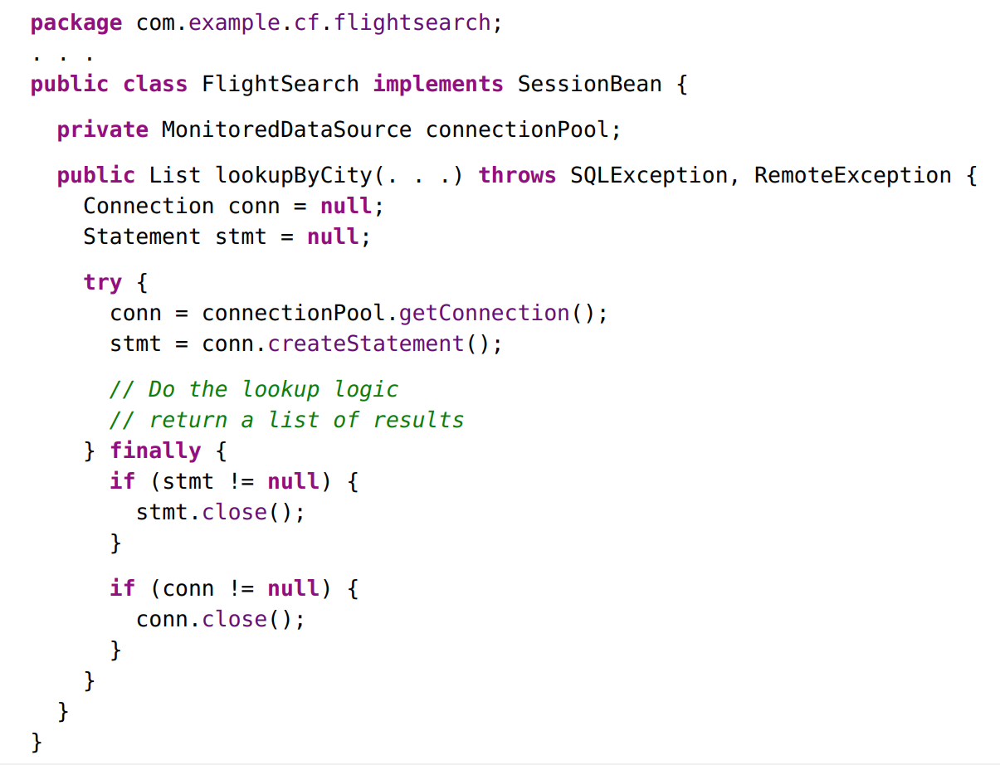 package com.example.cf.flightsearch;
. . .
public class FlightSearch implements SessionBean {
private MonitoredDataSource connectionPool;
public List lookupByCity(. . .) throws SQLException, RemoteException {
Connection conn = null;
Statement stmt = null;
try {
conn = connectionPool.getConnection();
stmt = conn.createStatement();
// Do the lookup logic
// return a list of results
} finally {
if (stmt != null) {
stmt.close();
}
if (conn != null) {
conn.close();
}
}
}
}